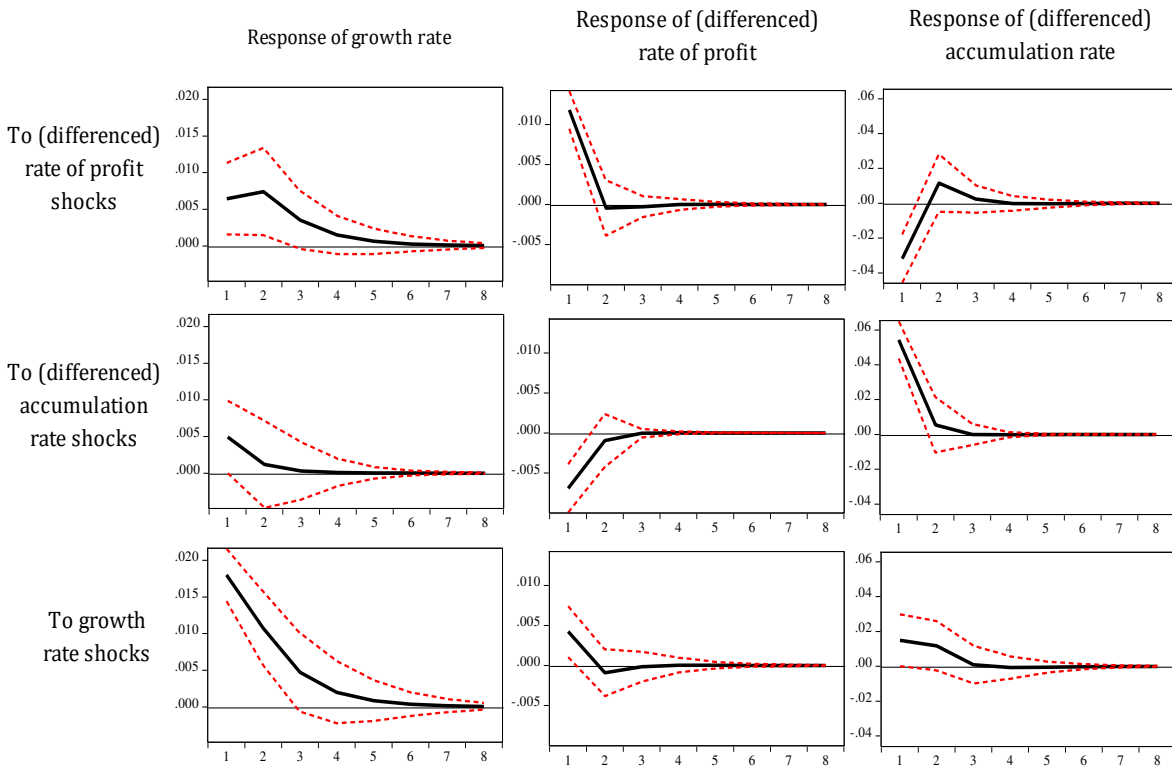 Response of growth rate
Response of (differenced)
rate of profit
Response of (differenced)
accumulation rate
To (differenced)
rate of profit
shocks
.020
.015
.010
.005
.000
1 2 3 4 5 6 7 8
.010
.005
.000
-.005
1 2 3 4 5 6 7 8
.06
.04
.02
.00
-.02
-.04
1 2 3 4 5 6 7 8
To (differenced)
accumulation
rate shocks
.020
.015
.010
.005
.000
1 2 3 4 5 6 7 8
.010
.005
.000
-.005
1 2 3 4 5 6 7 8
.06
.04
.02
.00
-.02
-.04
1 2 3 4 5 6 7 8
To growth
rate shocks
.020
.015
.010
.005
.000
1 2 3 4 5 6 7 8
.010
.005
.000
-.005
1 2 3 4 5 6 7 8
.06
.04
.02
.00
-.02
-.04
1 2 3 4 5 6 7 8